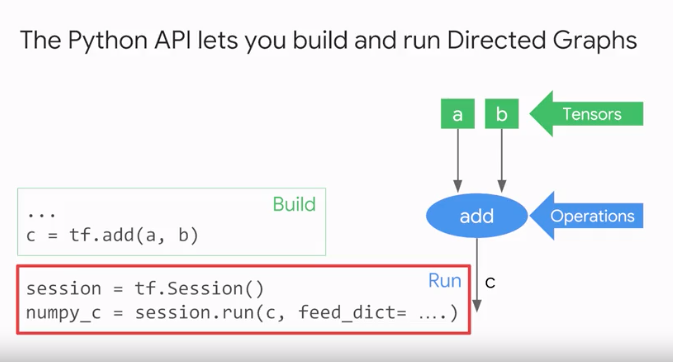 The Python API lets you build and run Directed Graphs
a
b
Tensors
Build
...
c = tf.add(a, b)
add
Operations
Run
session = tf.Session()
numpy_c = session.run(c, feed_dict= ....)
c